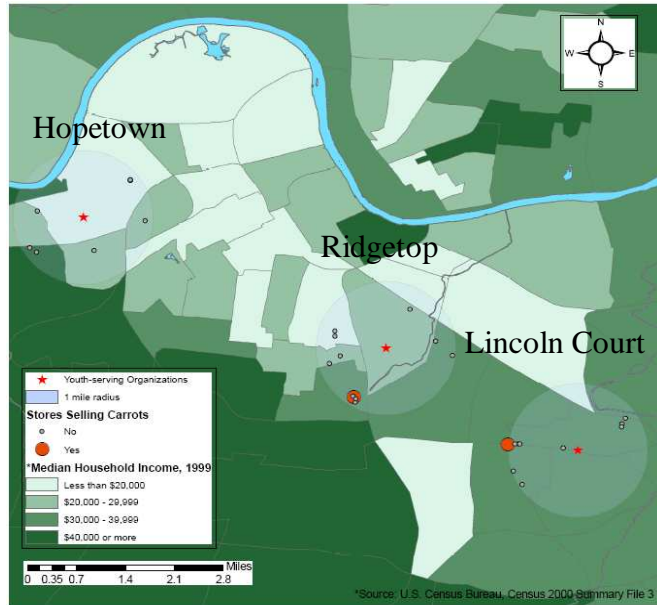 N
W E
S
Hopetown
Ridgetop
Lincoln Court
Youth-serving Organizations
1 mile radius
Stores Selling Carrots
No
Yes
*Median Household Income, 1999
Less than $20,000
$20,000 - 29,999
$30,000 - 39,999
$40,000 or more
Miles
0 0.35 0.7 1.4 2.1 2.8
*Source: U.S. Census Bureau, Census 2000 Summary File 3